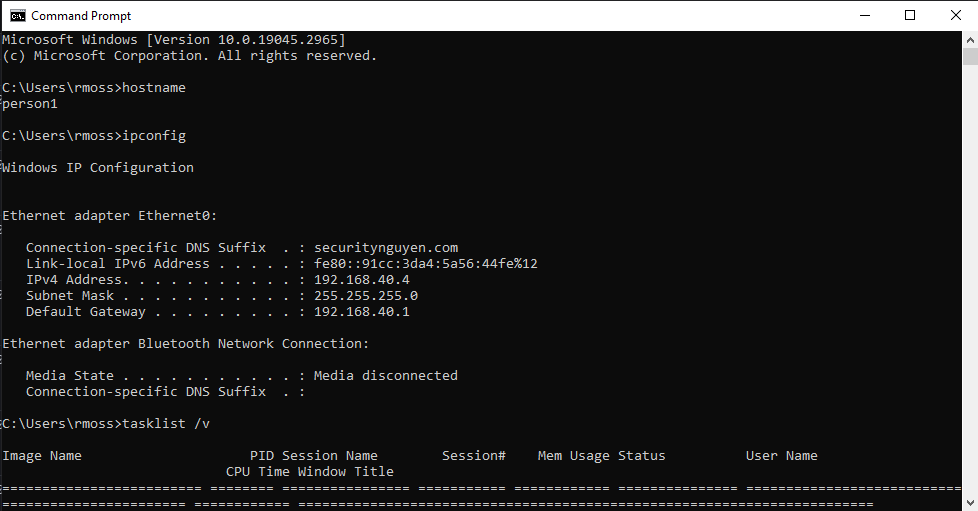 Command Prompt
Microsoft Windows [Version 10.0.19045.2965]
(c) Microsoft Corporation. All rights reserved.
C:\Users\rmoss>hostname
person1
C:\Users\rmoss>ipconfig
Windows IP Configuration
Ethernet adapter Ethernet0:
   Connection-specific DNS Suffix  . : securitynguyen.com
   Link-local IPv6 Address . . . . . : fe80::91cc:3da4:5a56:44fe%12
   IPv4 Address. . . . . . . . . . . : 192.168.40.4
   Subnet Mask . . . . . . . . . . . : 255.255.255.0
   Default Gateway . . . . . . . . . : 192.168.40.1
Ethernet adapter Bluetooth Network Connection:
   Media State . . . . . . . . . . . : Media disconnected
   Connection-specific DNS Suffix  . :
C:\Users\rmoss>tasklist /v
Image Name                     PID Session Name        Session#    Mem Usage Status          User Name
                            CPU Time Window Title
========================= ======== ================ =========== ============ =============== ============================
======================= ============ ========================================================================